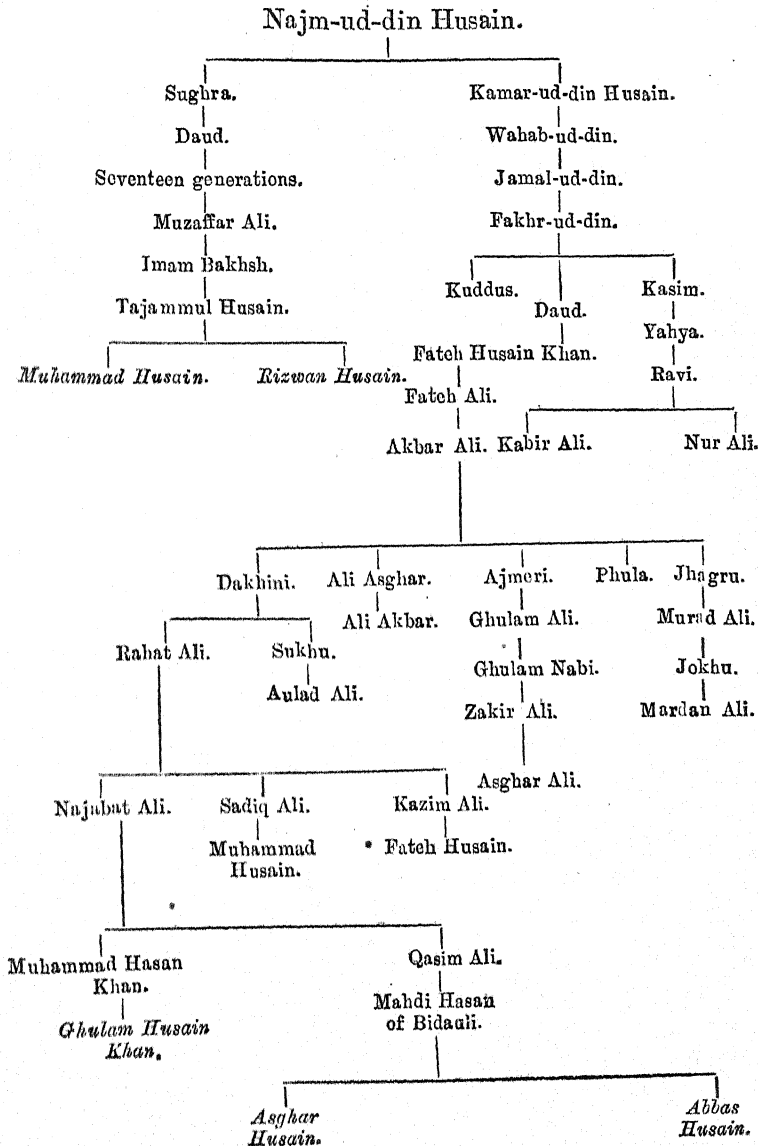 Najm-ud-din Husain.
Sughra.
Kamar-ud-din Husain.
Daud.
Wahab-ud-din.
Seventeen generations.
Jamal-ud-din.
Muzaffar Ali.
Fakhr-ud-din.
Imam Bakhsh.
Kuddus.
Kasim.
Tajammul Husain.
Daud.
Yahya.
Muhammad Husain.
Rizwan Husain.
Fateh Husain Khan.
Ravi.
Fateh Ali.
Akbar Ali.
Kabir Ali.
Nur Ali.
Dakhini.
Ali Asghar.
Ajmeri.
Phula.
Jhagru.
Ali Akbar.
Ghulam Ali.
Murad Ali.
Rahat Ali.
Sukhu.
Ghulam Nabi.
Jokhu.
Aulad Ali.
Zakir Ali.
Mardan Ali.
Asghar Ali.
Najabat Ali.
Sadiq Ali.
Kazim Ali.
Muhammad
Husain.
Fateh Husain.
Muhammad Hasan
Khan.
Qasim Ali.
Ghulam Husain
Khan.
Mahdi Hasan
of Bidauli.
Asghar
Husain.
Abbas
Husain.